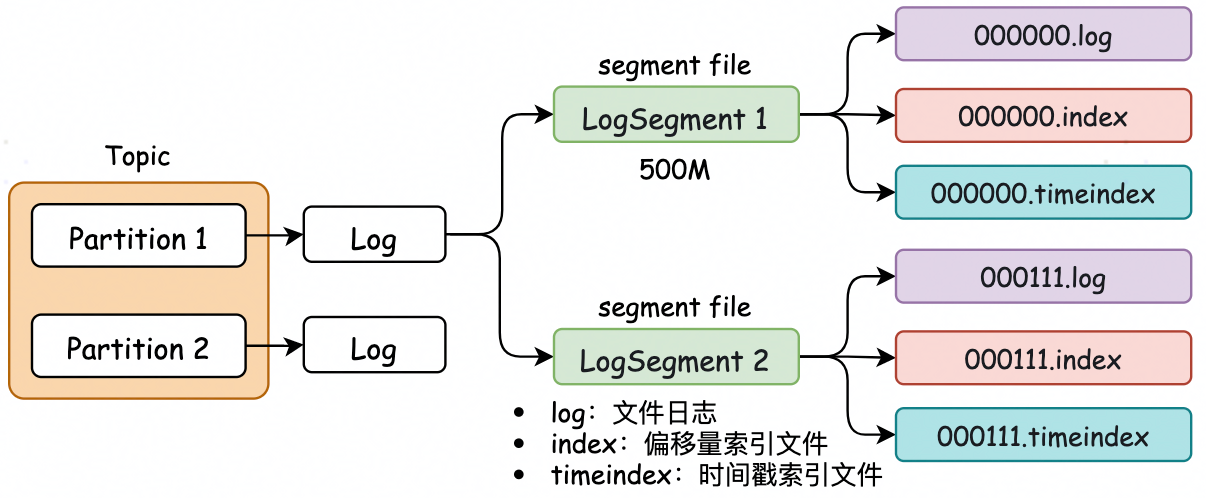 Topic
Partition 1
Partition 2
Log
Log
segment file
LogSegment 1
500M
segment file
LogSegment 2
000000.log
000000.index
000000.timeindex
000111.log
000111.index
000111.timeindex
• log：文件日志
• index：偏移量索引文件
• timeindex：时间戳索引文件